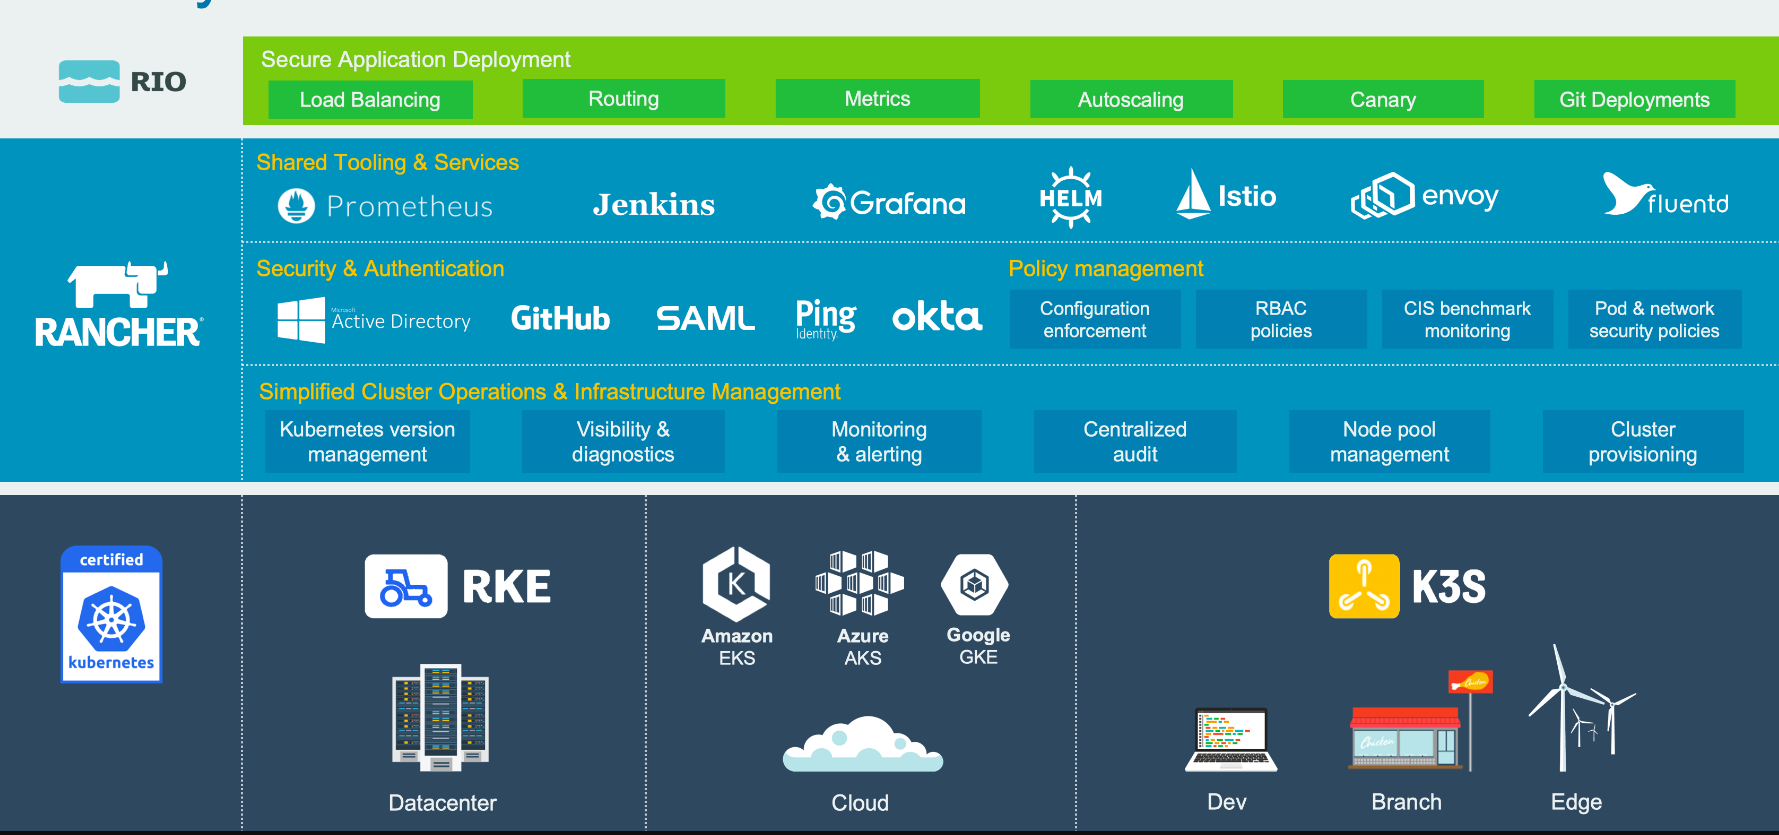 RIO
Secure Application Deployment
Load Balancing
Routing
Metrics
Autoscaling
Canary
Git Deployments
RANCHER®
Shared Tooling & Services
Prometheus
Jenkins
Grafana
HELM
Istio
envoy
fluentd
Security & Authentication
Microsoft
Active Directory
GitHub
SAML
Ping
Identity
okta
Policy management
Configuration
enforcement
RBAC
policies
CIS benchmark
monitoring
Pod & network
security policies
Simplified Cluster Operations & Infrastructure Management
Kubernetes version
management
Visibility &
diagnostics
Monitoring
& alerting
Centralized
audit
Node pool
management
Cluster
provisioning
certified
kubernetes
RKE
Datacenter
K
Amazon
EKS
Azure
AKS
Google
GKE
Cloud
K3S
Dev
Chicken
Chicken
Branch
Edge